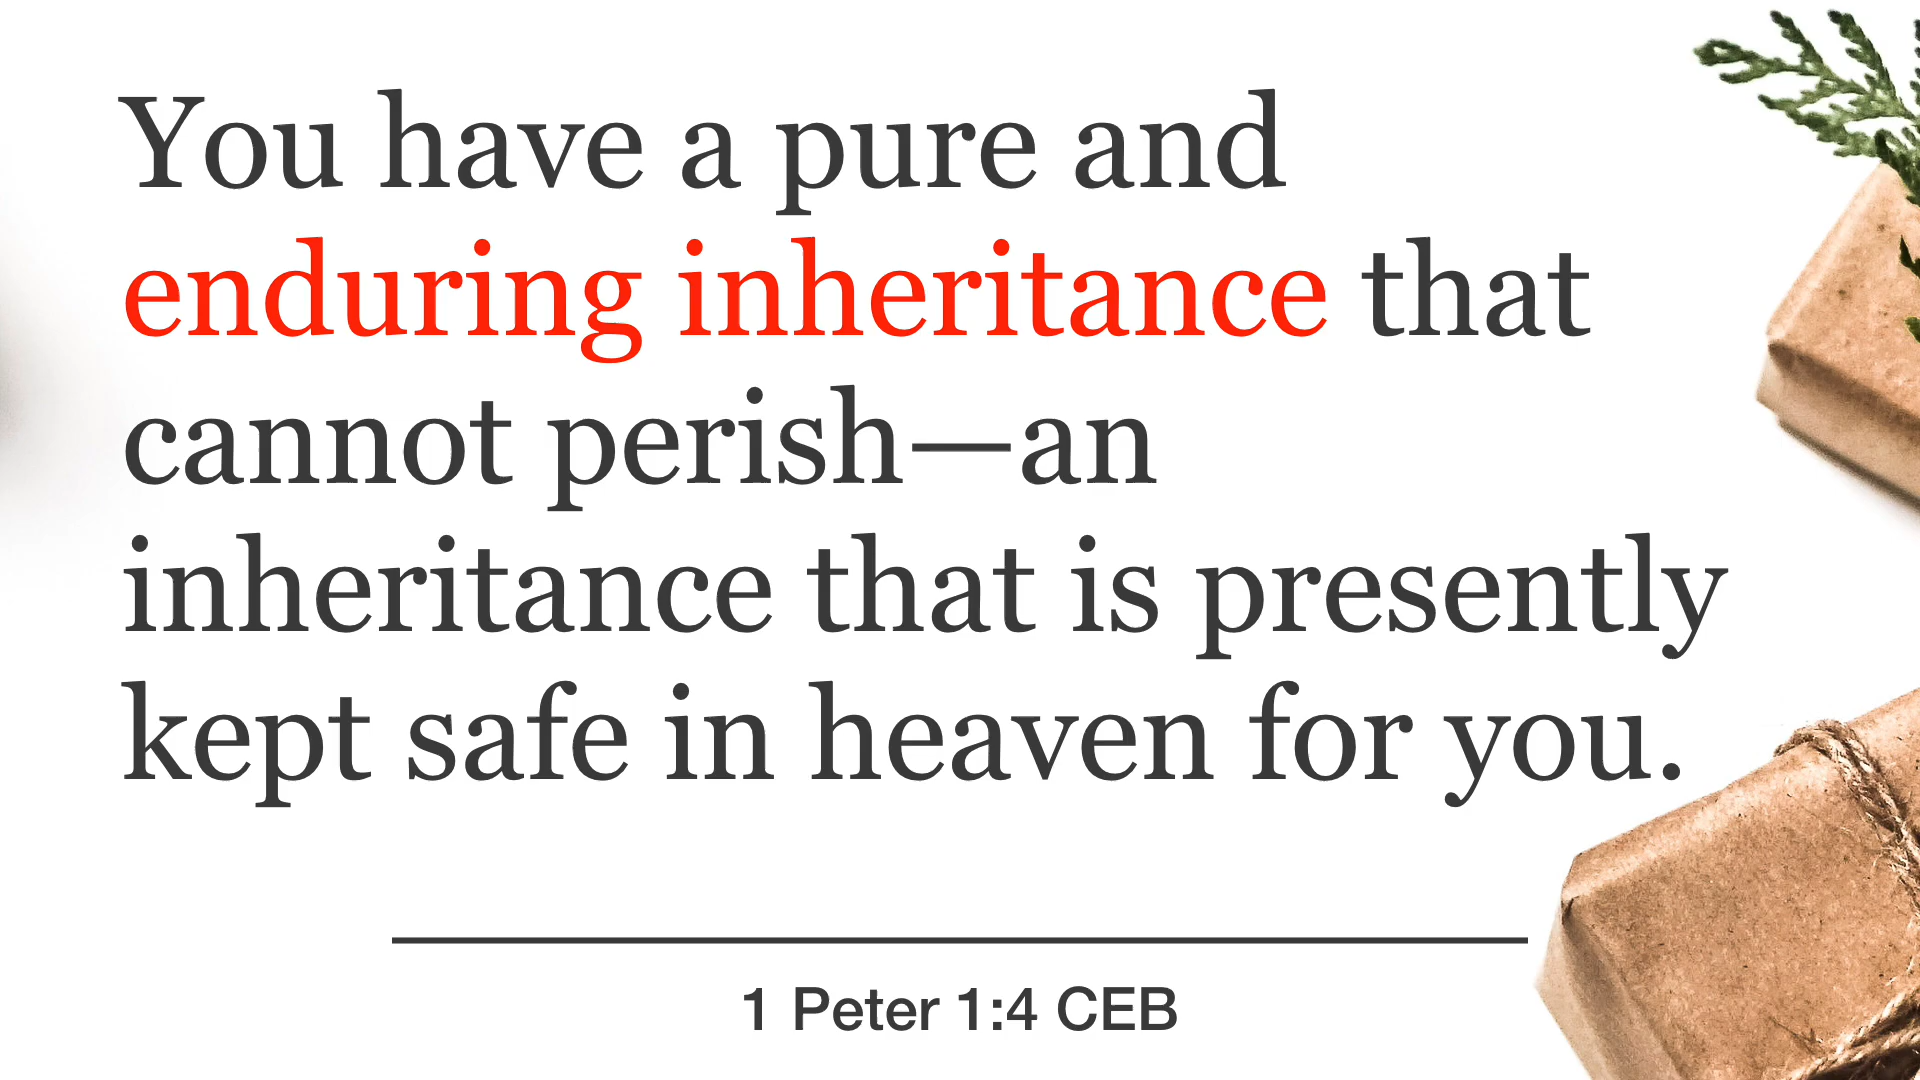 You have a pure and
enduring inheritance that
cannot perish—an
inheritance that is presently
kept safe in heaven for you.
1 Peter 1:4 CEB